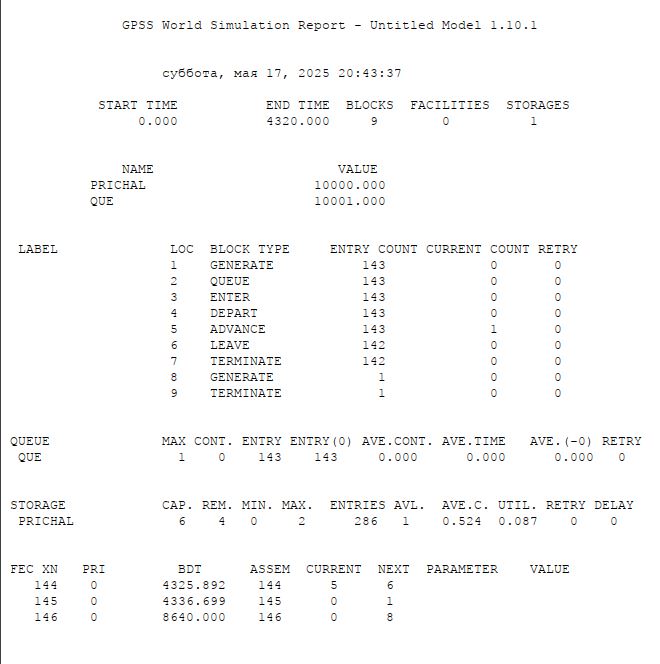 GPSS World Simulation Report - Untitled Model 1.10.1
суббота, мая 17, 2025 20:43:37
START TIME END TIME BLOCKS FACILITIES STORAGES
0.000 4320.000 9 0 1
NAME VALUE
PRICHAL 10000.000
QUE 10001.000
LABEL LOC BLOCK TYPE ENTRY COUNT CURRENT COUNT RETRY
1 GENERATE 143 0 0
2 QUEUE 143 0 0
3 ENTER 143 0 0
4 DEPART 143 0 0
5 ADVANCE 143 1 0
6 LEAVE 142 0 0
7 TERMINATE 142 0 0
8 GENERATE 1 0 0
9 TERMINATE 1 0 0
QUEUE MAX CONT. ENTRY ENTRY(0) AVE.CONT. AVE.TIME AVE.(-0) RETRY
QUE 1 0 143 143 0.000 0.000 0.000 0
STORAGE CAP. REM. MIN. MAX. ENTRIES AVL. AVE.C. UTIL. RETRY DELAY
PRICHAL 6 4 0 2 286 1 0.524 0.087 0 0
FEC XN PRI BDT ASSEM CURRENT NEXT PARAMETER VALUE
144 0 4325.892 144 5 6
145 0 4336.699 145 0 1
146 0 8640.000 146 0 8